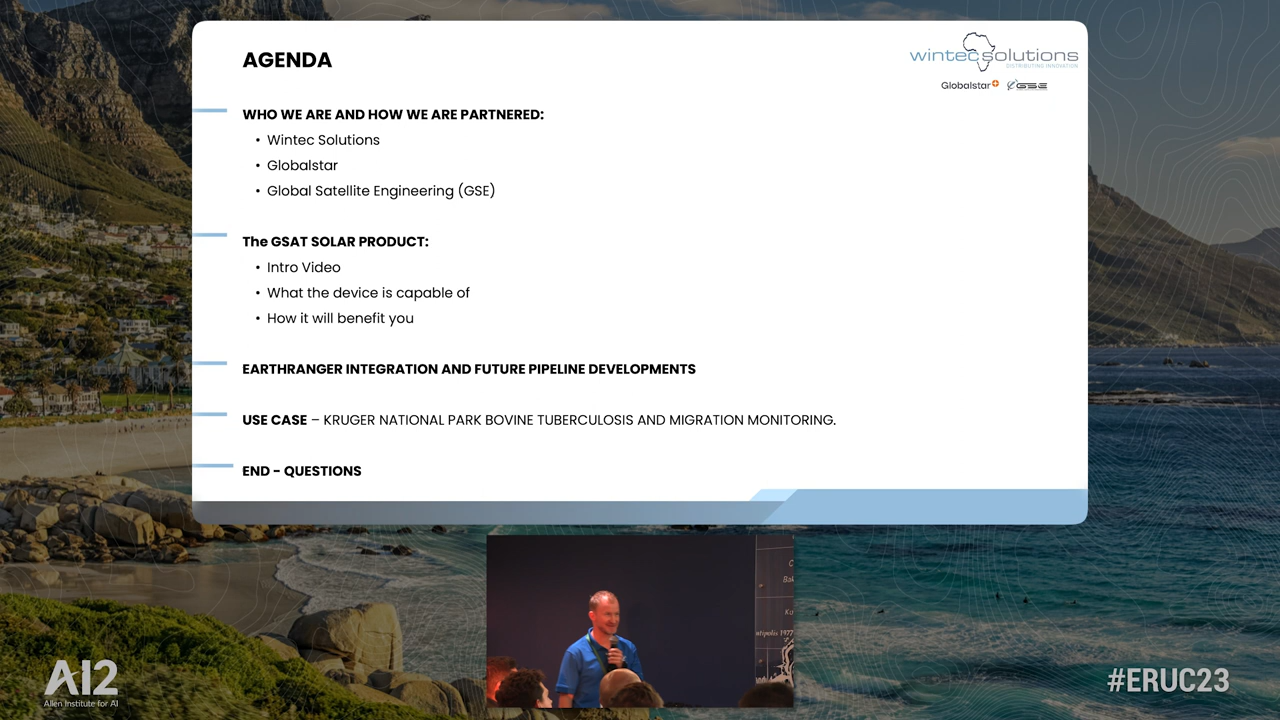 AGENDA
wintecsolutions
DISTRIBUTING INNOVATION
Globalstar
GSE
WHO WE ARE AND HOW WE ARE PARTNERED:
• Wintec Solutions
• Globalstar
• Global Satellite Engineering (GSE)
The GSAT SOLAR PRODUCT:
• Intro Video
• What the device is capable of
• How it will benefit you
EARTHRANGER INTEGRATION AND FUTURE PIPELINE DEVELOPMENTS
USE CASE – KRUGER NATIONAL PARK BOVINE TUBERCULOSIS AND MIGRATION MONITORING.
END - QUESTIONS
AI2
Allen Institute for AI
#ERUC23